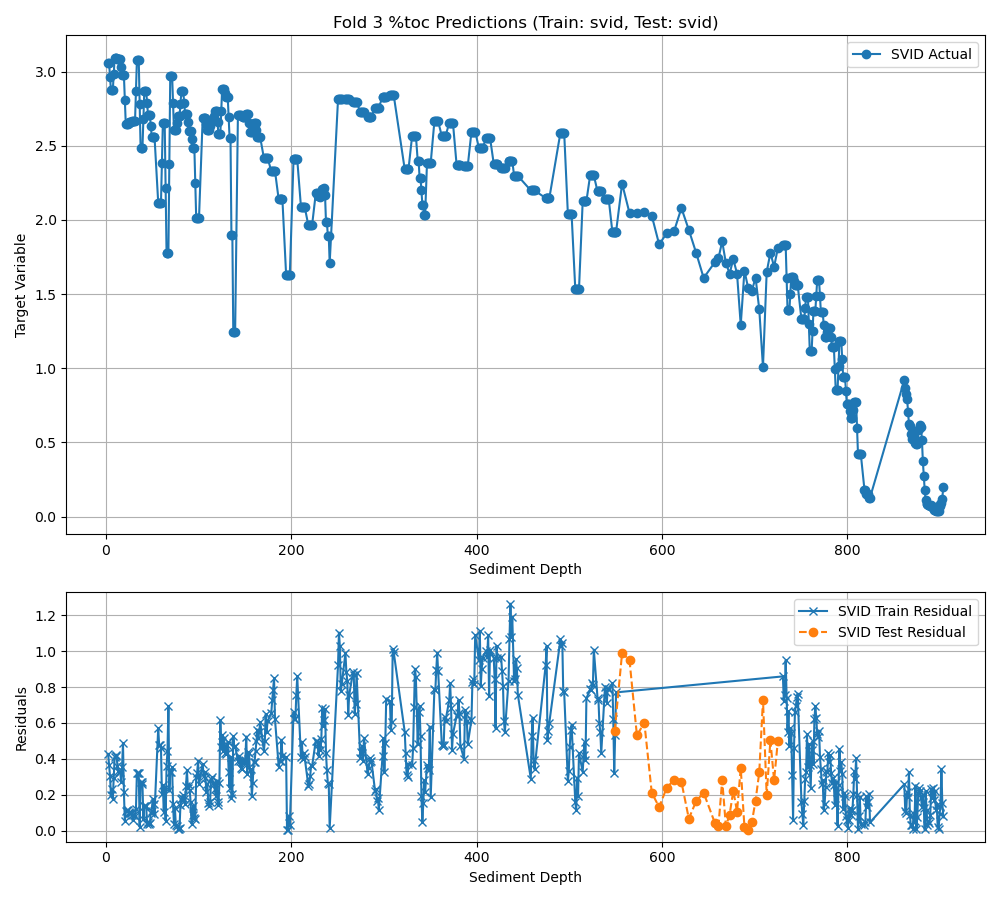 Fold 3 %toc Predictions (Train: svid, Test: svid)
SVID Actual
Target Variable
3.0
2.5
2.0
1.5
1.0
0.5
0.0
0 200 400 600 800
Sediment Depth
SVID Train Residual
SVID Test Residual
Residuals
1.2
1.0
0.8
0.6
0.4
0.2
0.0
0 200 400 600 800
Sediment Depth